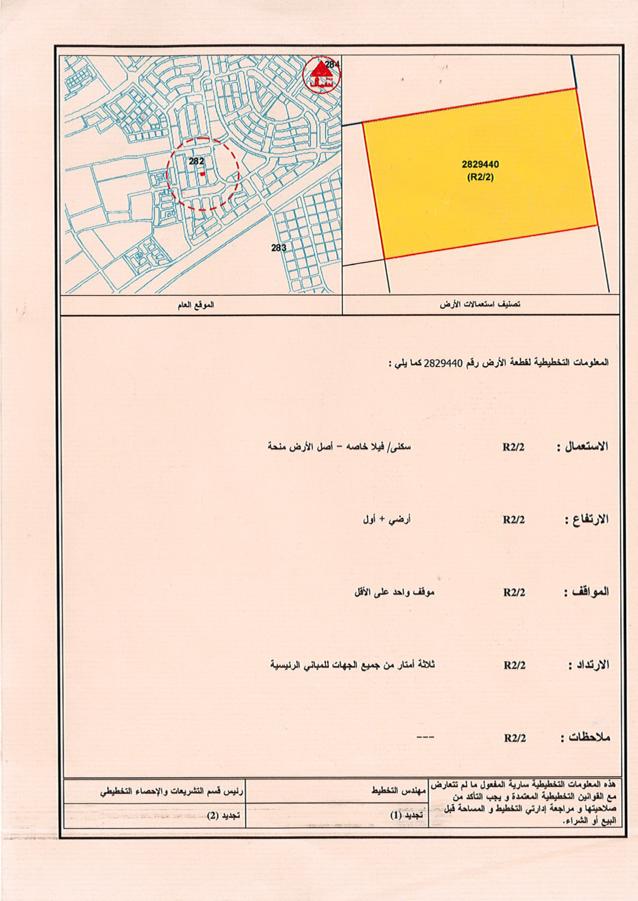 284
282
283
2829440
(R2/2)
تصنيف استعمالات الأرض
الموقع العام
المعلومات التخطيطية لقطعة الأرض رقم 2829440 كما يلي :
الاستعمال : R2/2 سكنى/ فيلا خاصه – أصل الأرض منحة
الارتفاع : R2/2 أرضي + أول
المواقف : R2/2 موقف واحد على الأقل
الارتداد : R2/2 ثلاثة أمتار من جميع الجهات للمباني الرئيسية
ملاحظات : R2/2 ---
هذه المعلومات التخطيطية سارية المفعول ما لم تتعارض
مع القوانين التخطيطية المعتمدة و يجب التأكد من
صلاحيتها و مراجعة إدارتي التخطيط و المساحة قبل
البيع أو الشراء.
مهندس التخطيط
تجديد (1)
رئيس قسم التشريعات والإحصاء التخطيطي
تجديد (2)